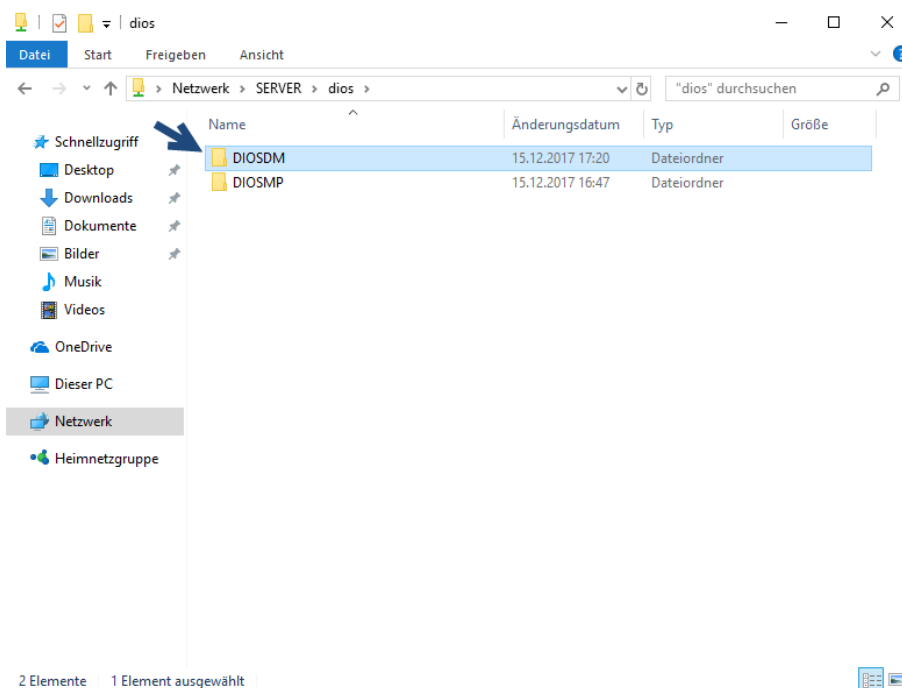 dios
Datei Start Freigeben Ansicht
Netzwerk SERVER dios "dios" durchsuchen
Name Änderungsdatum Typ Größe
Schnellzugriff
DIOSDM 15.12.2017 17:20 Dateiordner
Desktop
DIOSMP 15.12.2017 16:47 Dateiordner
Downloads
Dokumente
Bilder
Musik
Videos
OneDrive
Dieser PC
Netzwerk
Heimnetzgruppe
2 Elemente 1 Element ausgewählt